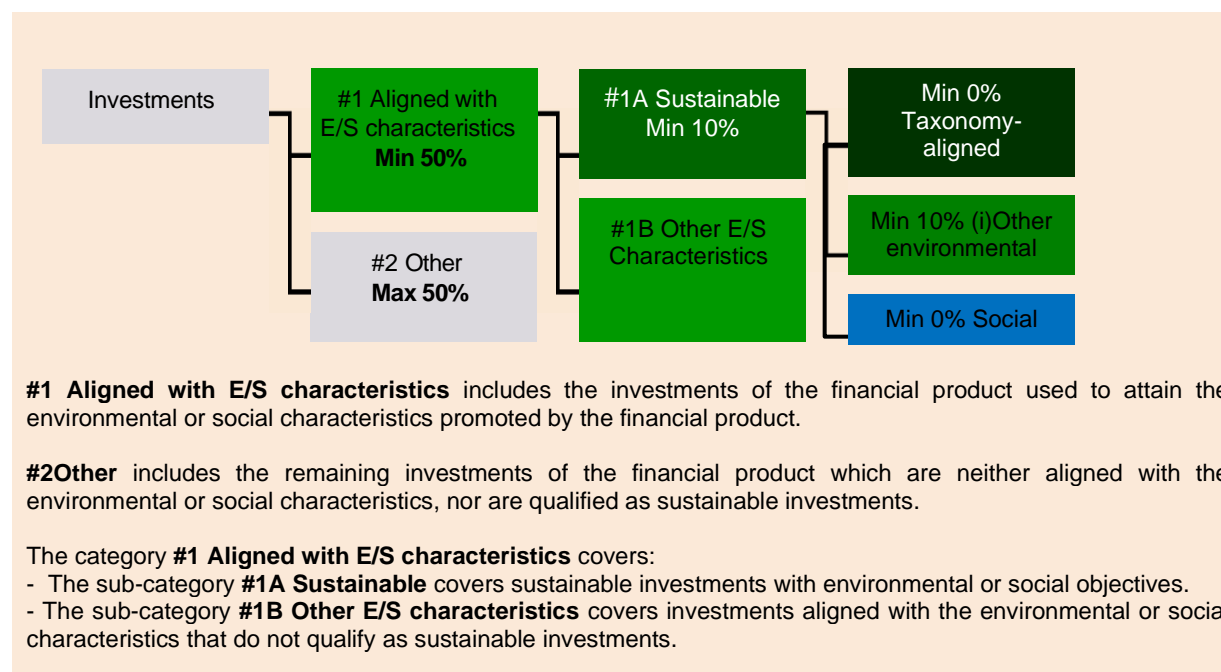 Investments
#1 Aligned with
E/S characteristics
Min 50%
#2 Other
Max 50%
#1A Sustainable
Min 10%
#1B Other E/S
Characteristics
Min 0%
Taxonomy-
aligned
Min 10% (i)Other
environmental
Min 0% Social
#1 Aligned with E/S characteristics includes the investments of the financial product used to attain the
environmental or social characteristics promoted by the financial product.
#2Other includes the remaining investments of the financial product which are neither aligned with the
environmental or social characteristics, nor are qualified as sustainable investments.
The category #1 Aligned with E/S characteristics covers:
- The sub-category #1A Sustainable covers sustainable investments with environmental or social objectives.
- The sub-category #1B Other E/S characteristics covers investments aligned with the environmental or social
characteristics that do not qualify as sustainable investments.